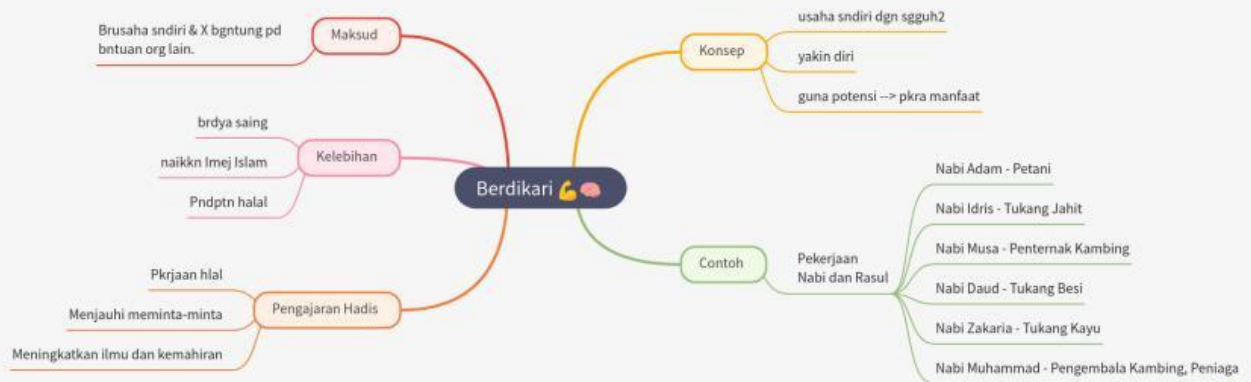 Berdikari 💪🧠
Maksud
Brusaha sndiri & X bgntung pd
bntuan org lain.
Kelebihan
brdya saing
naikkn Imej Islam
Pndptn halal
Pengajaran Hadis
Pkrjaan hlal
Menjauhi meminta-minta
Meningkatkan ilmu dan kemahiran
Konsep
usaha sndiri dgn sgguh2
yakin diri
guna potensi --> pkra manfaat
Contoh
Pekerjaan
Nabi dan Rasul
Nabi Adam - Petani
Nabi Idris - Tukang Jahit
Nabi Musa - Penternak Kambing
Nabi Daud - Tukang Besi
Nabi Zakaria - Tukang Kayu
Nabi Muhammad - Pengembala Kambing, Peniaga